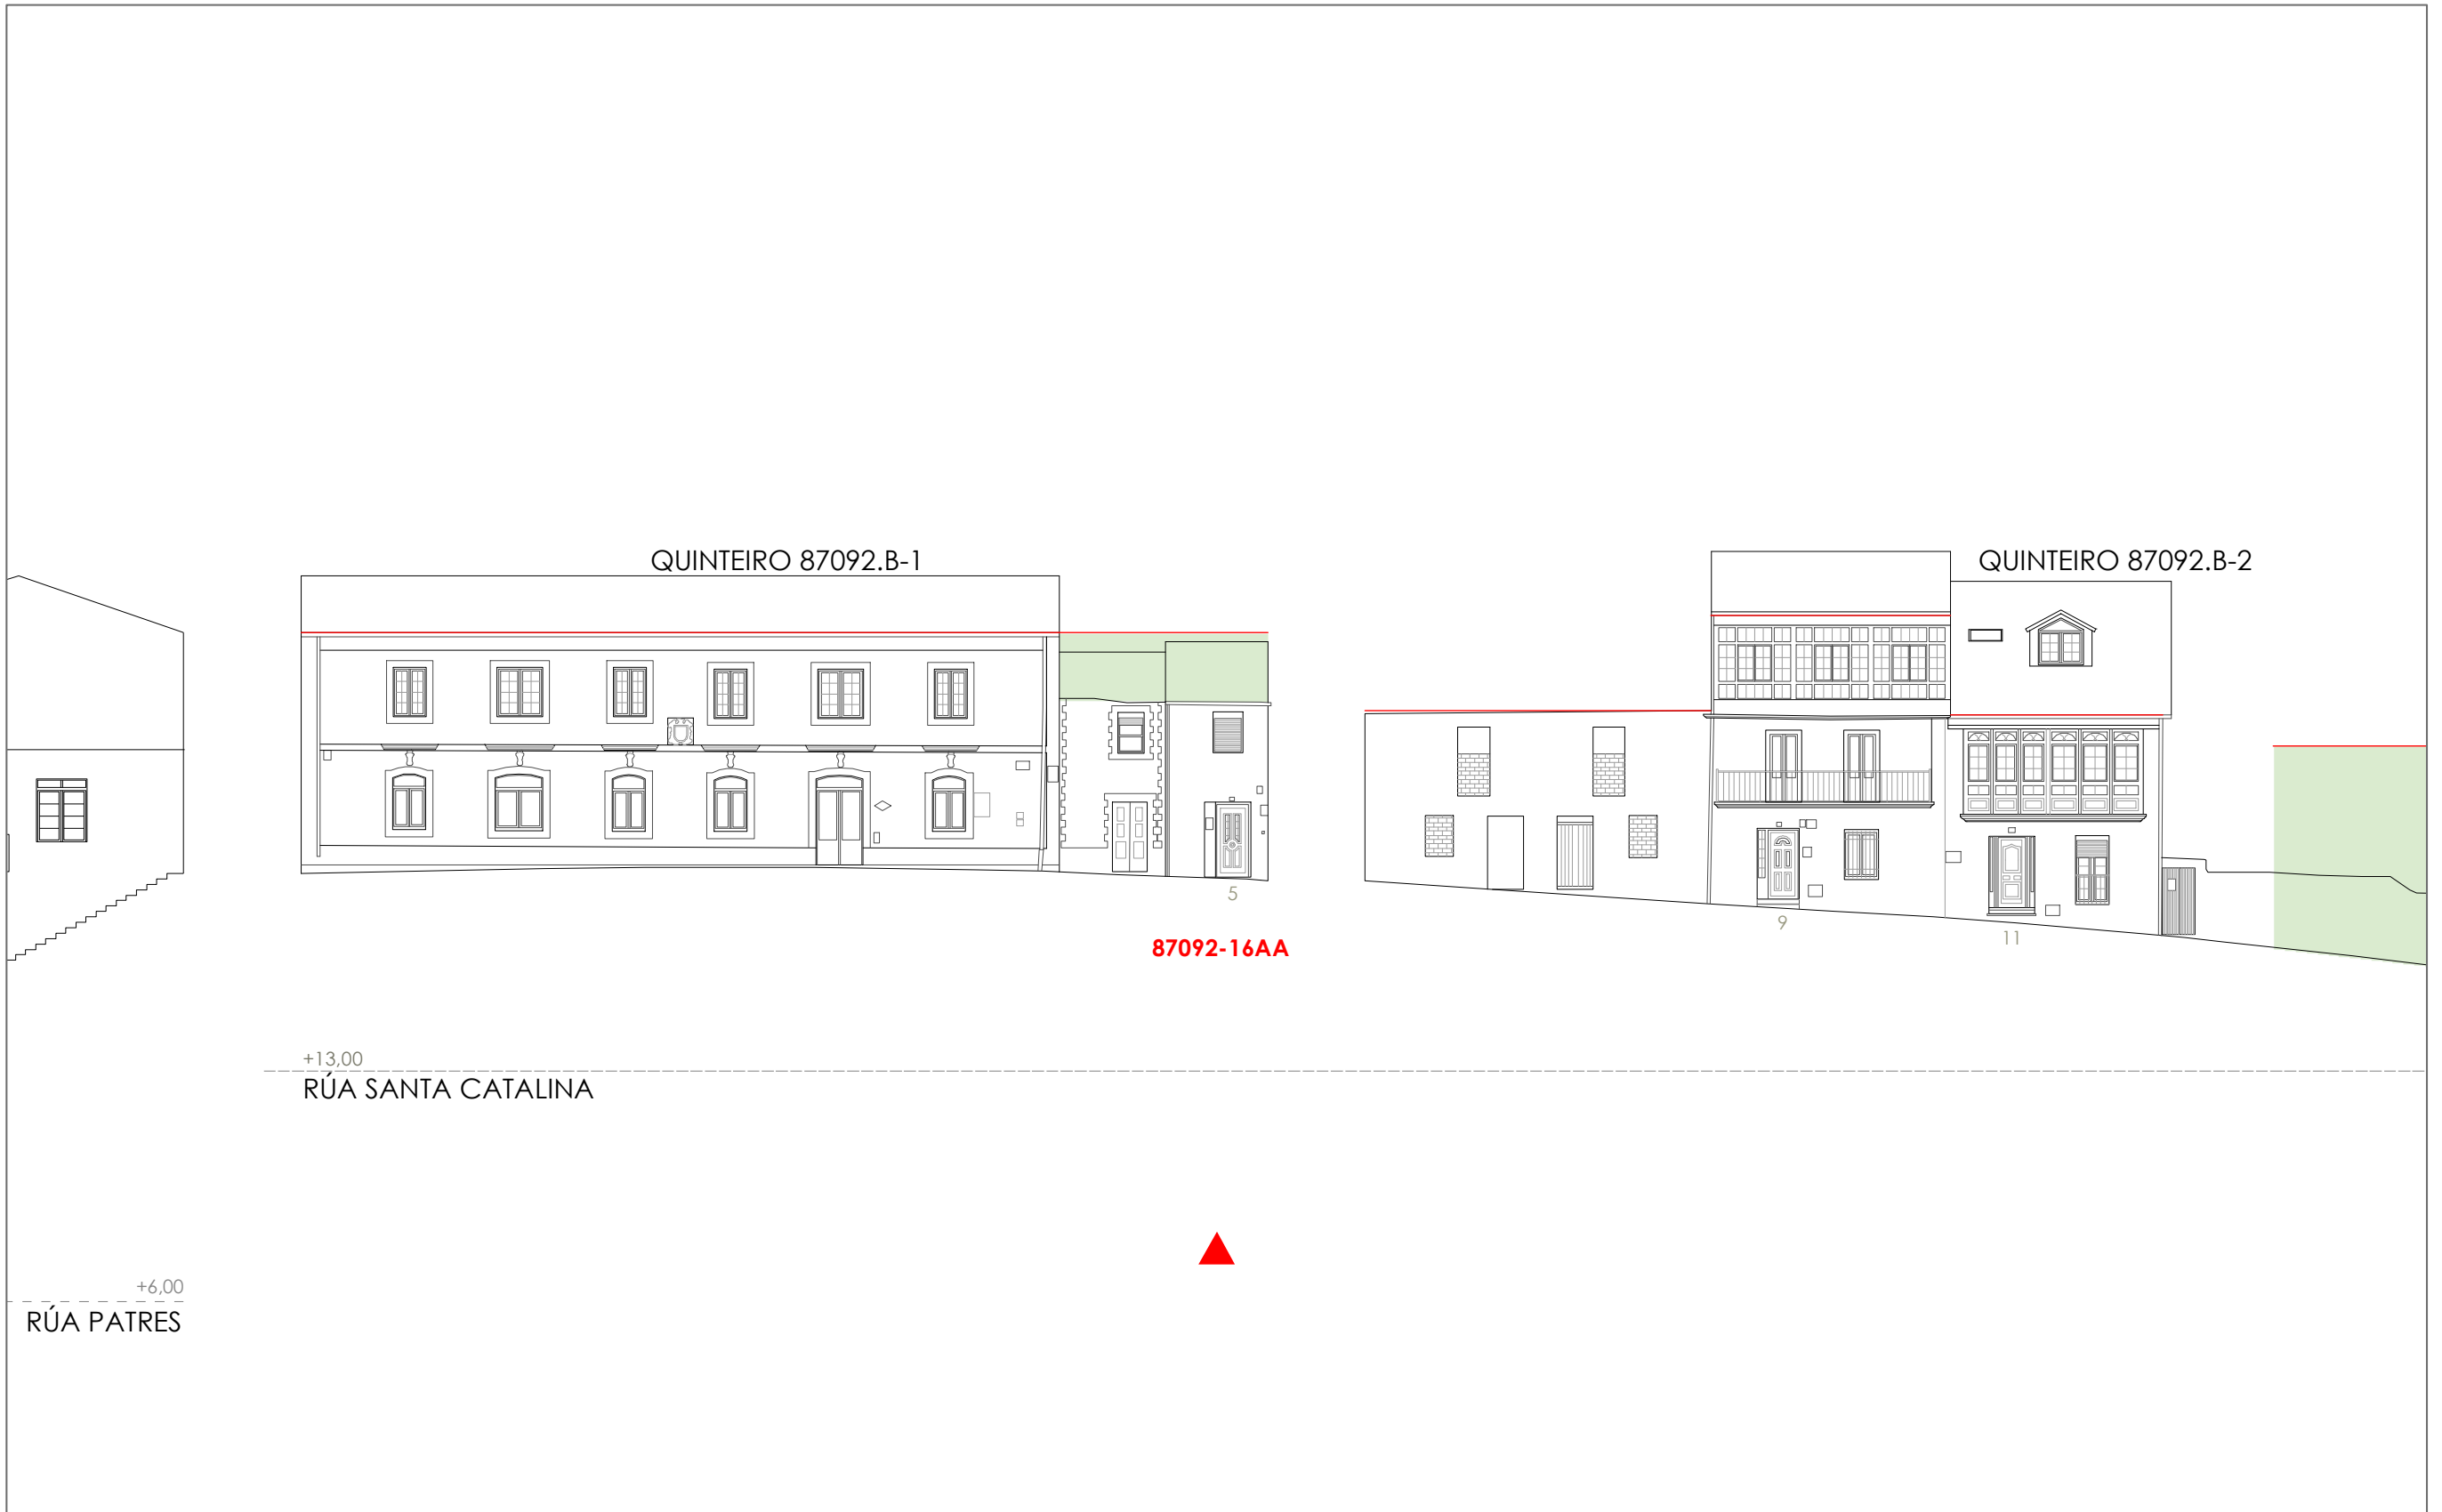 QUINTEIRO 87092.B-1
QUINTEIRO 87092.B-2
5
9
11
87092-16AA
+13,00
RÚA SANTA CATALINA
+6,00
RÚA PATRES